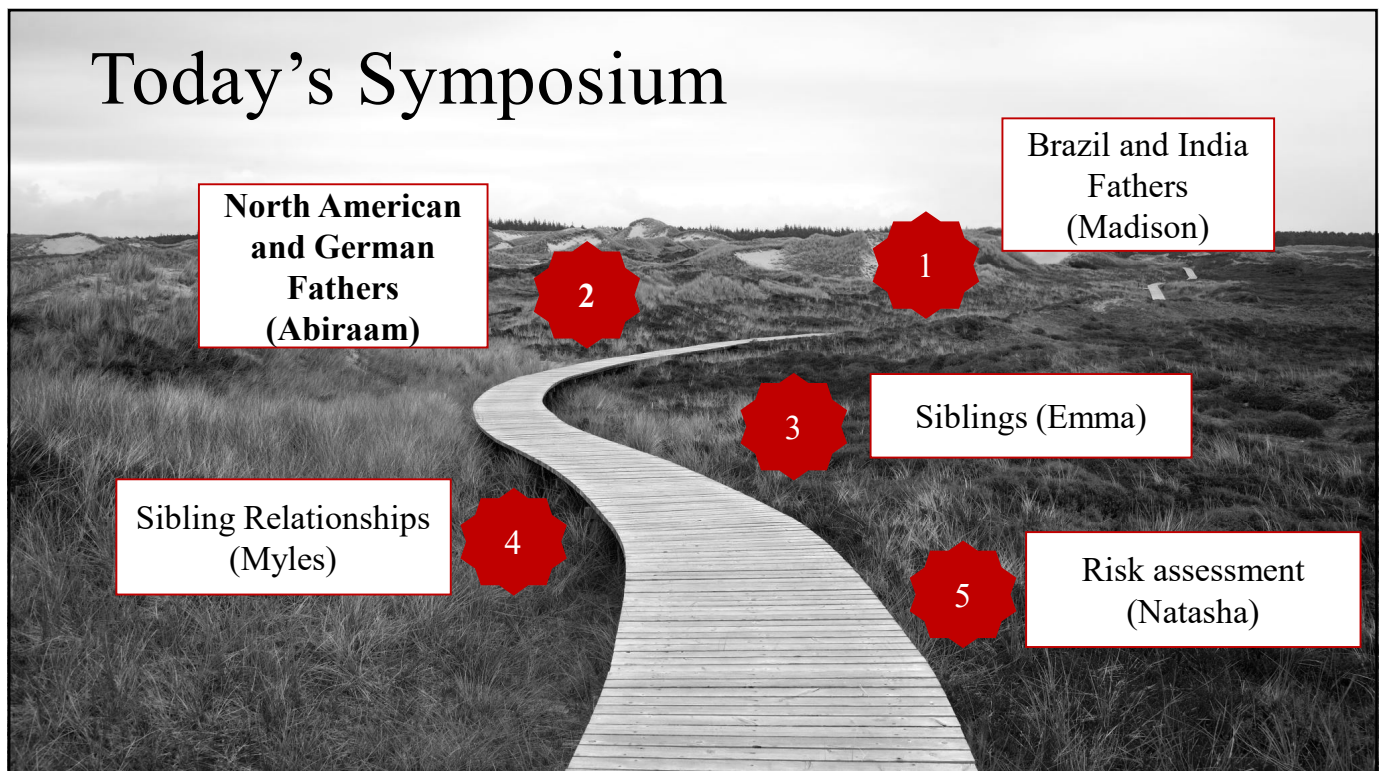 Today’s Symposium
Brazil and India
Fathers
(Madison)
1
North American
and German
Fathers
(Abiraam)
2
3
Siblings (Emma)
Sibling Relationships
(Myles)
4
5
Risk assessment
(Natasha)